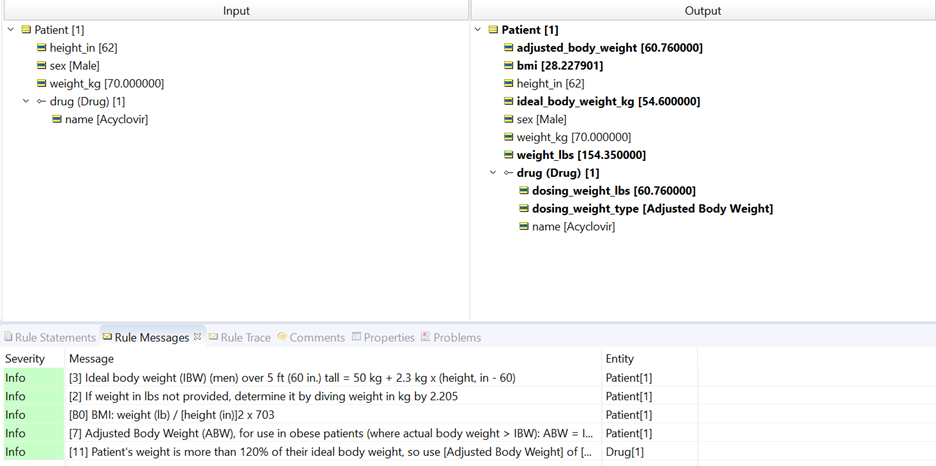 Input
Output
Patient [1]
height_in [62]
sex [Male]
weight_kg [70.000000]
drug (Drug) [1]
name [Acyclovir]
Patient [1]
adjusted_body_weight [60.760000]
bmi [28.227901]
height_in [62]
ideal_body_weight_kg [54.600000]
sex [Male]
weight_kg [70.000000]
weight_lbs [154.350000]
drug (Drug) [1]
dosing_weight_lbs [60.760000]
dosing_weight_type [Adjusted Body Weight]
name [Acyclovir]
Rule Statements Rule Messages Rule Trace Comments Properties Problems
Severity Message Entity
Info [3] Ideal body weight (IBW) (men) over 5 ft (60 in.) tall = 50 kg + 2.3 kg x (height, in - 60) Patient[1]
Info [2] If weight in lbs not provided, determine it by diving weight in kg by 2.205 Patient[1]
Info [B0] BMI: weight (lb) / [height (in)]2 x 703 Patient[1]
Info [7] Adjusted Body Weight (ABW), for use in obese patients (where actual body weight > IBW): ABW = I... Patient[1]
Info [11] Patient's weight is more than 120% of their ideal body weight, so use [Adjusted Body Weight] of [... Drug[1]